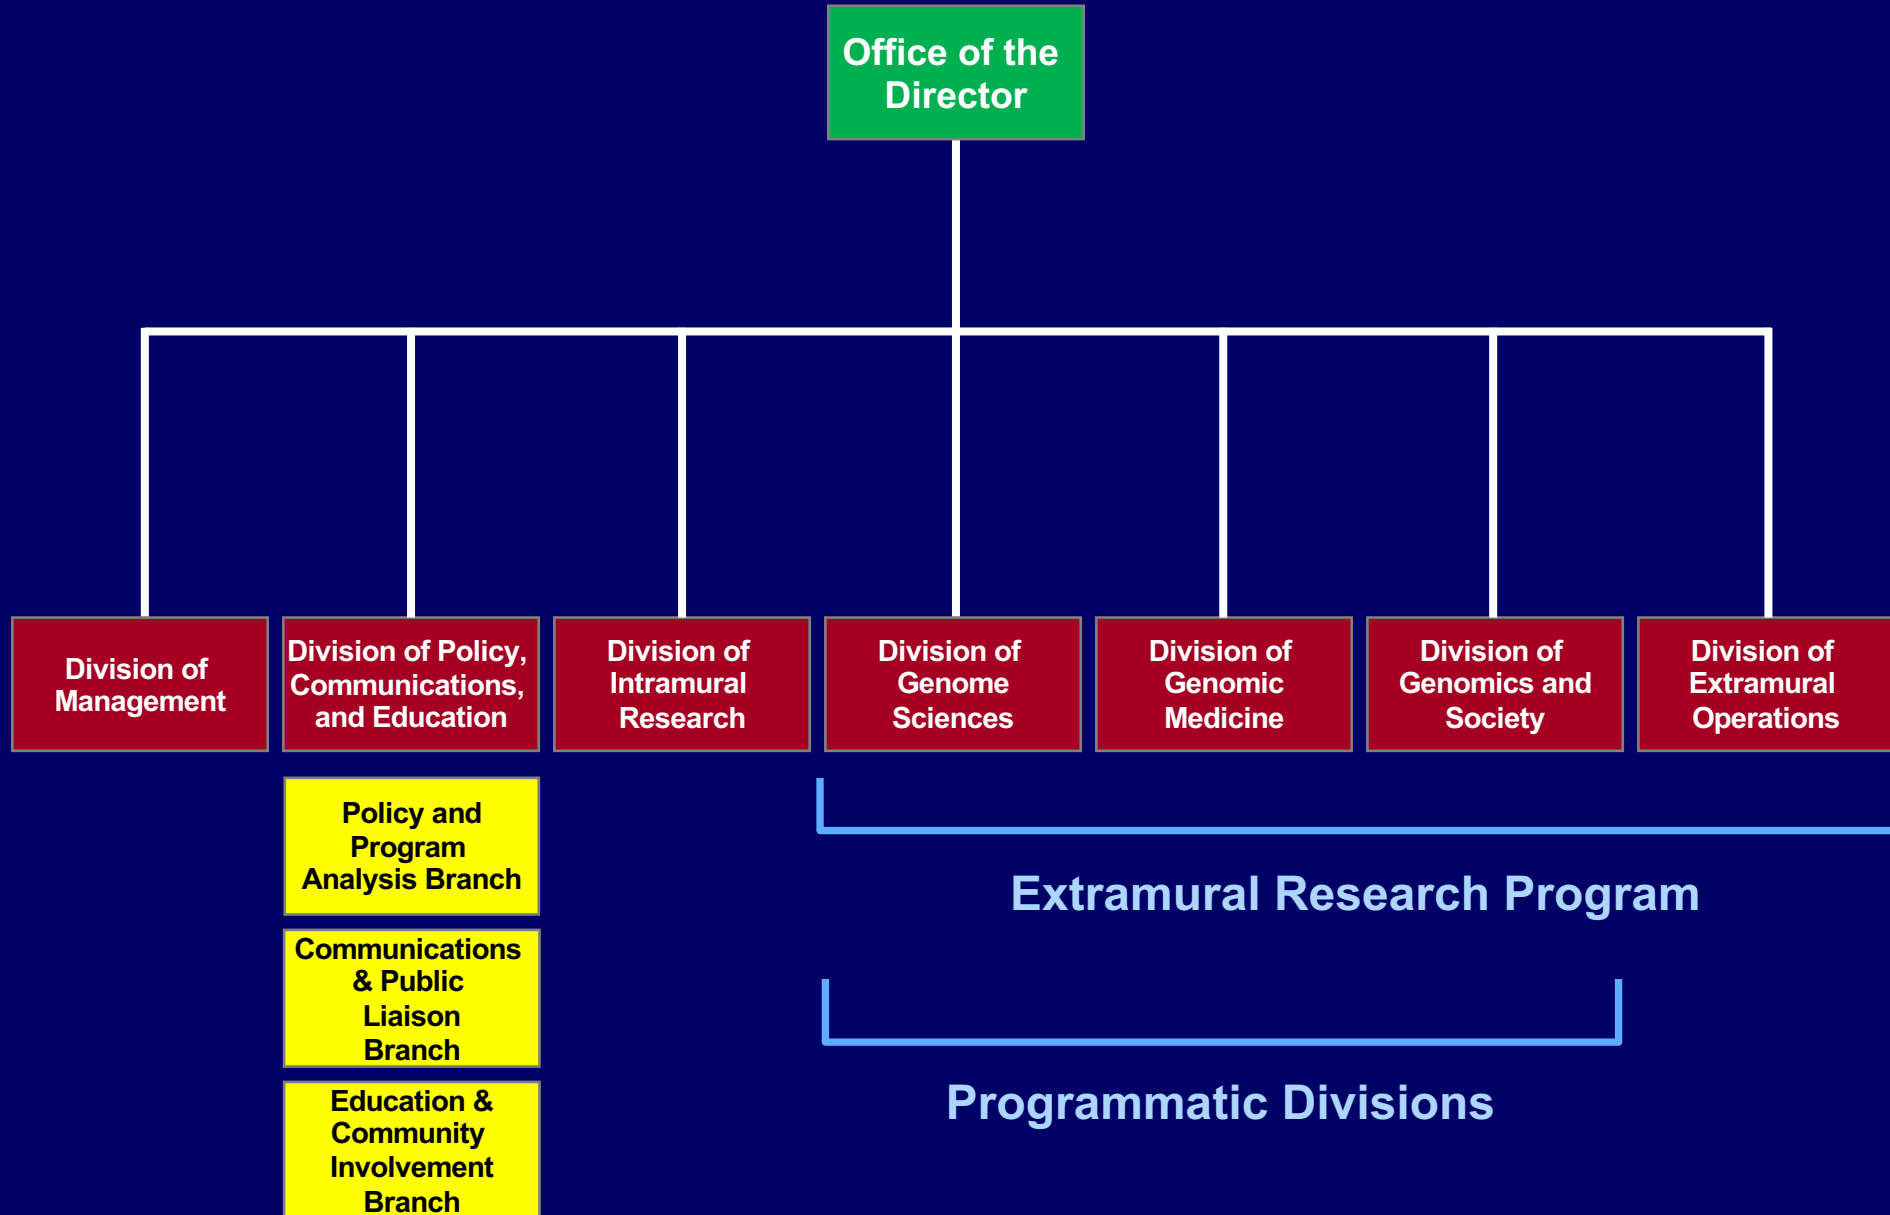 Office of the
Director
Division of
Management
Division of Policy,
Communications,
and Education
Division of
Intramural
Research
Division of
Genome
Sciences
Division of
Genomic
Medicine
Division of
Genomics and
Society
Division of
Extramural
Operations
Policy and
Program
Analysis Branch
Communications
& Public
Liaison
Branch
Education &
Community
Involvement
Branch
Extramural Research Program
Programmatic Divisions